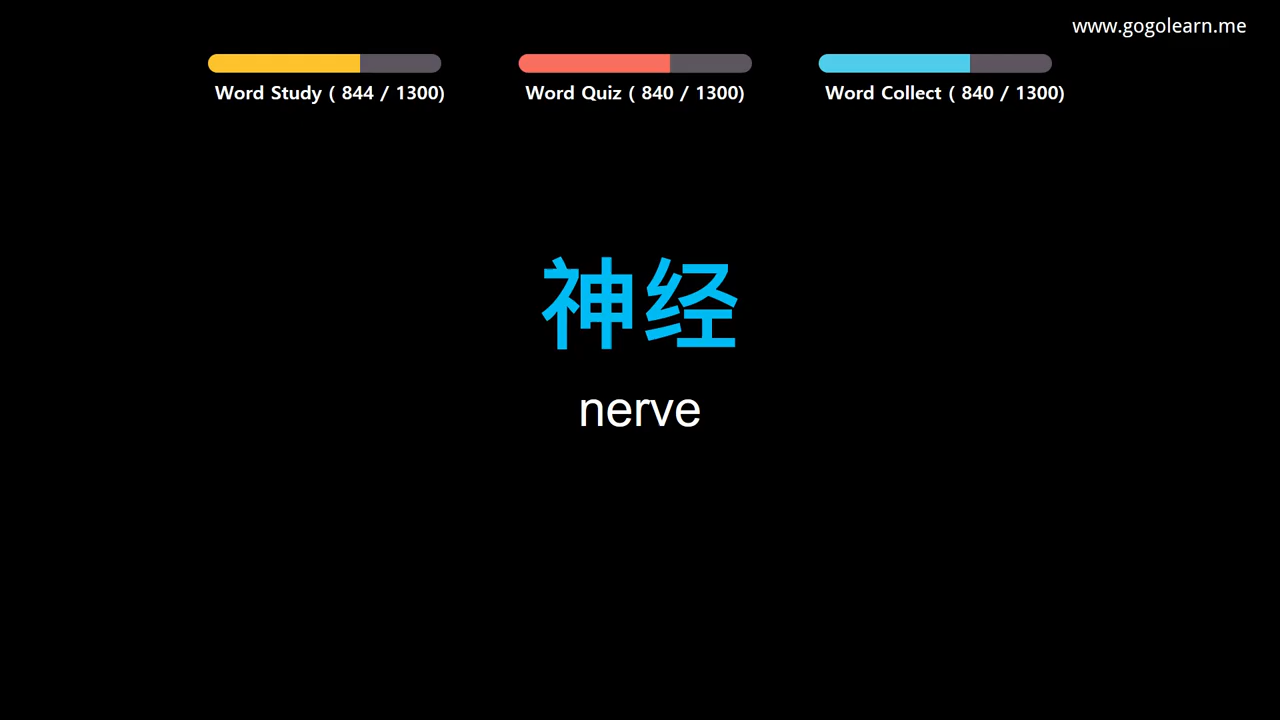 www.gogolearn.me
Word Study ( 844 / 1300)
Word Quiz ( 840 / 1300)
Word Collect ( 840 / 1300)
神经
nerve